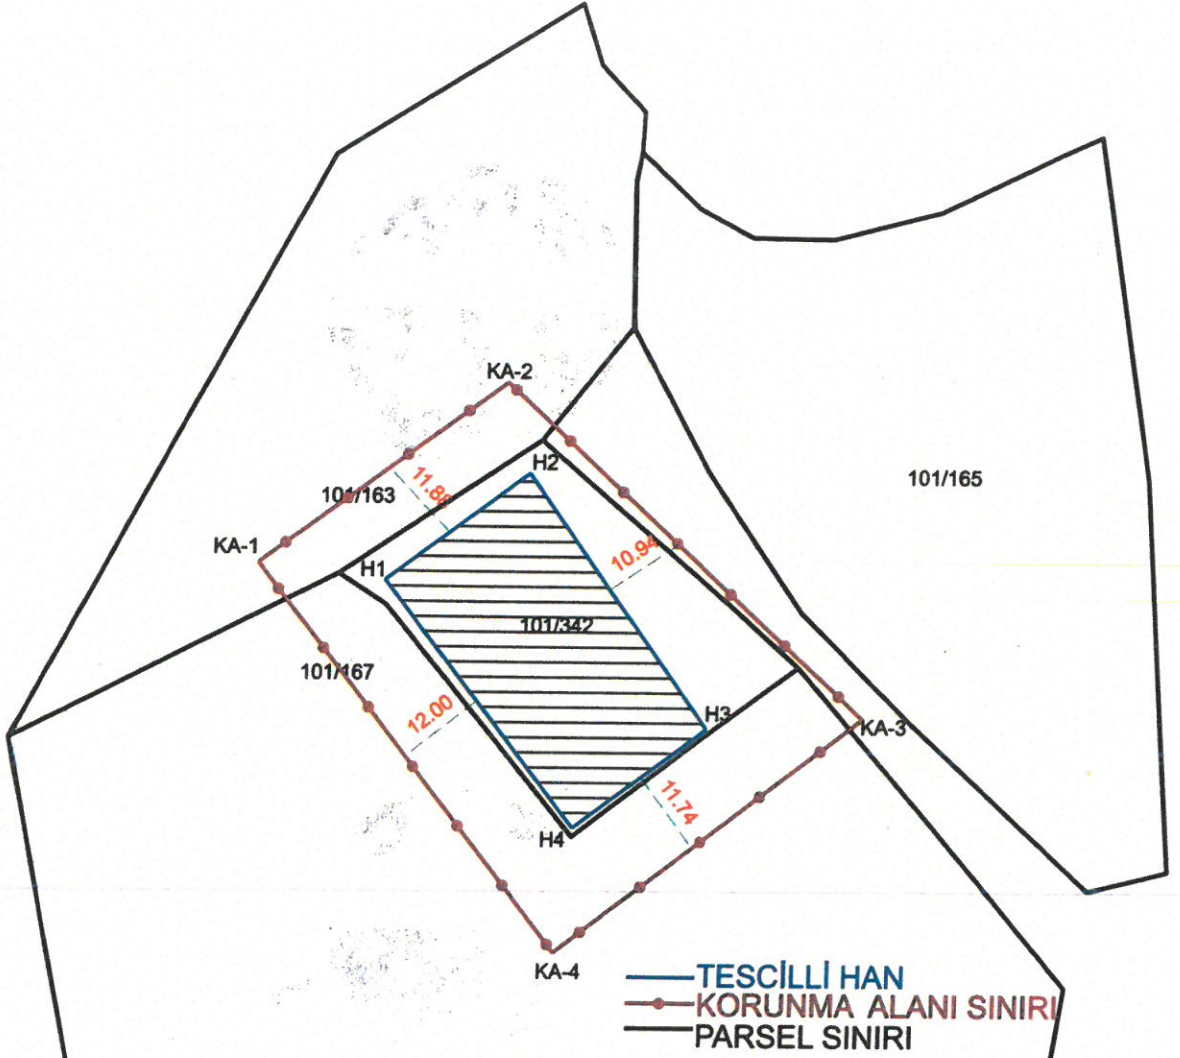 KA-2
H2
101/165
11.88
101/163
KA-1
10.94
H1
101/342
101/167
12.00
H3
KA-3
11.74
H4
KA-4
TESCİLLİ HAN
KORUNMA ALANI SINIRI
PARSEL SINIRI